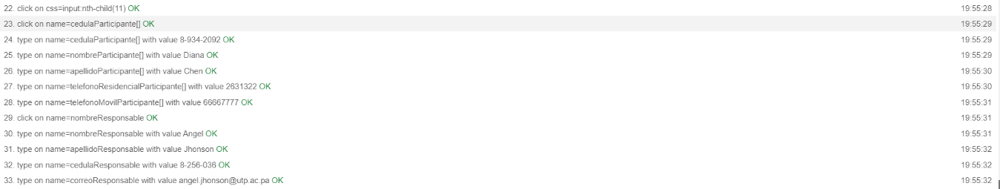 22. click on css=input:nth-child(11) OK 19:55:28
23. click on name=cedulaParticipante[] OK 19:55:29
24. type on name=cedulaParticipante[] with value 8-934-2092 OK 19:55:29
25. type on name=nombreParticipante[] with value Diana OK 19:55:29
26. type on name=apellidoParticipante[] with value Chen OK 19:55:30
27. type on name=telefonoResidencialParticipante[] with value 2631322 OK 19:55:30
28. type on name=telefonoMovilParticipante[] with value 66667777 OK 19:55:31
29. click on name=nombreResponsable OK 19:55:31
30. type on name=nombreResponsable with value Angel OK 19:55:31
31. type on name=apellidoResponsable with value Jhonson OK 19:55:32
32. type on name=cedulaResponsable with value 8-256-036 OK 19:55:32
33. type on name=correoResponsable with value angel.jhonson@utp.ac.pa OK 19:55:32